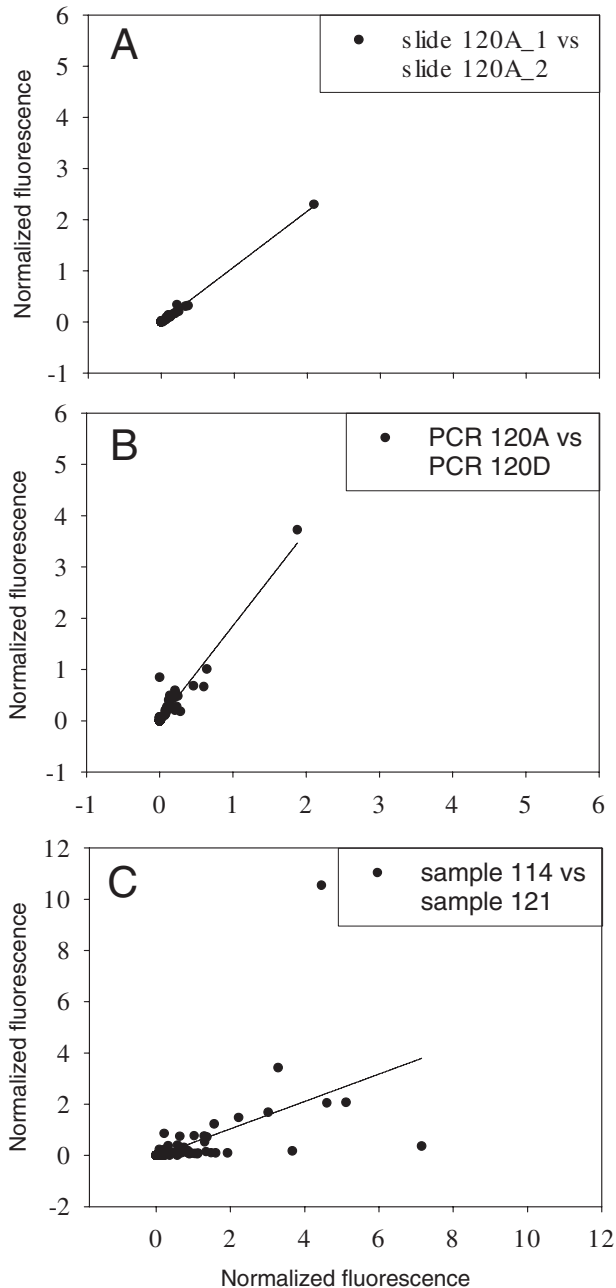 A
slide 120A_1 vs
slide 120A_2
Normalized fluorescence
6
5
4
3
2
1
0
-1
B
PCR 120A vs
PCR 120D
Normalized fluorescence
6
5
4
3
2
1
0
-1
-1 0 1 2 3 4 5 6
C
sample 114 vs
sample 121
Normalized fluorescence
12
10
8
6
4
2
0
-2
0 2 4 6 8 10 12
Normalized fluorescence